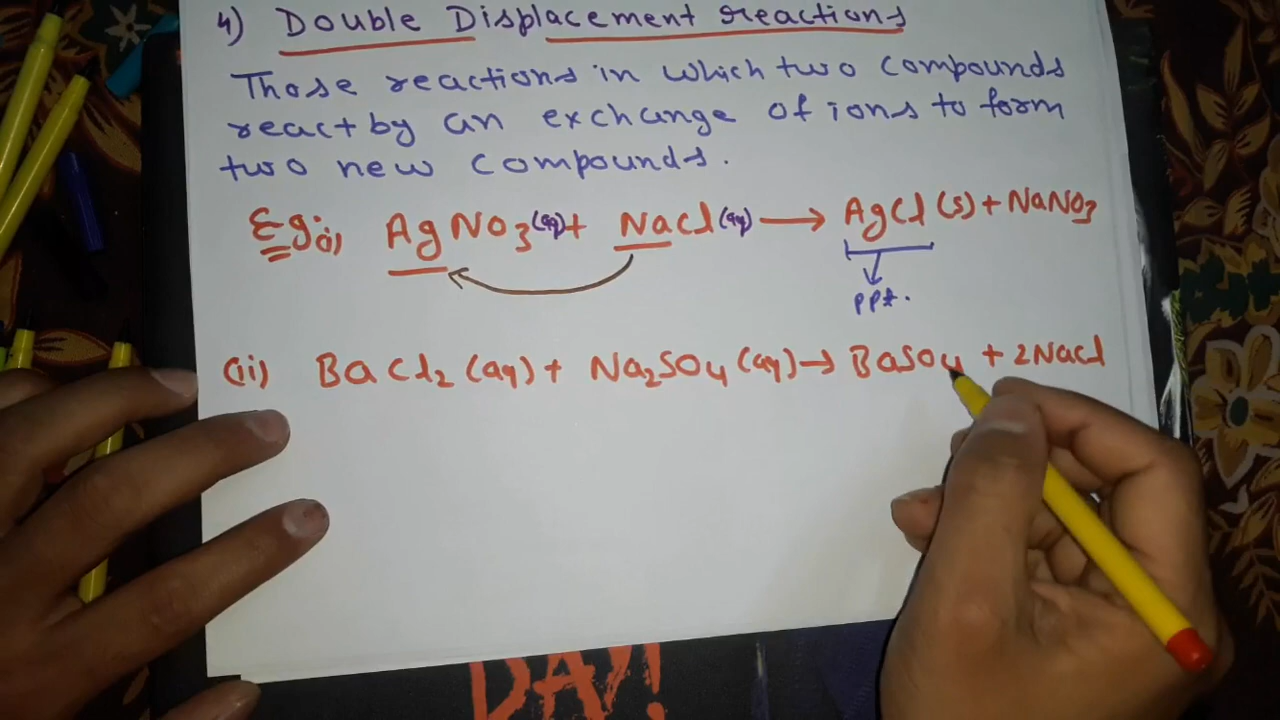 4) Double Displacement reactions
Those reactions in which two compounds
react by an exchange of ions to form
two new compounds.
Eg i) AgNO3(aq) + NaCl(aq) → AgCl(s) + NaNO3
ppt.
(ii) BaCl2 (aq) + Na2SO4 (aq) → BaSO4 + 2NaCl
DAY!